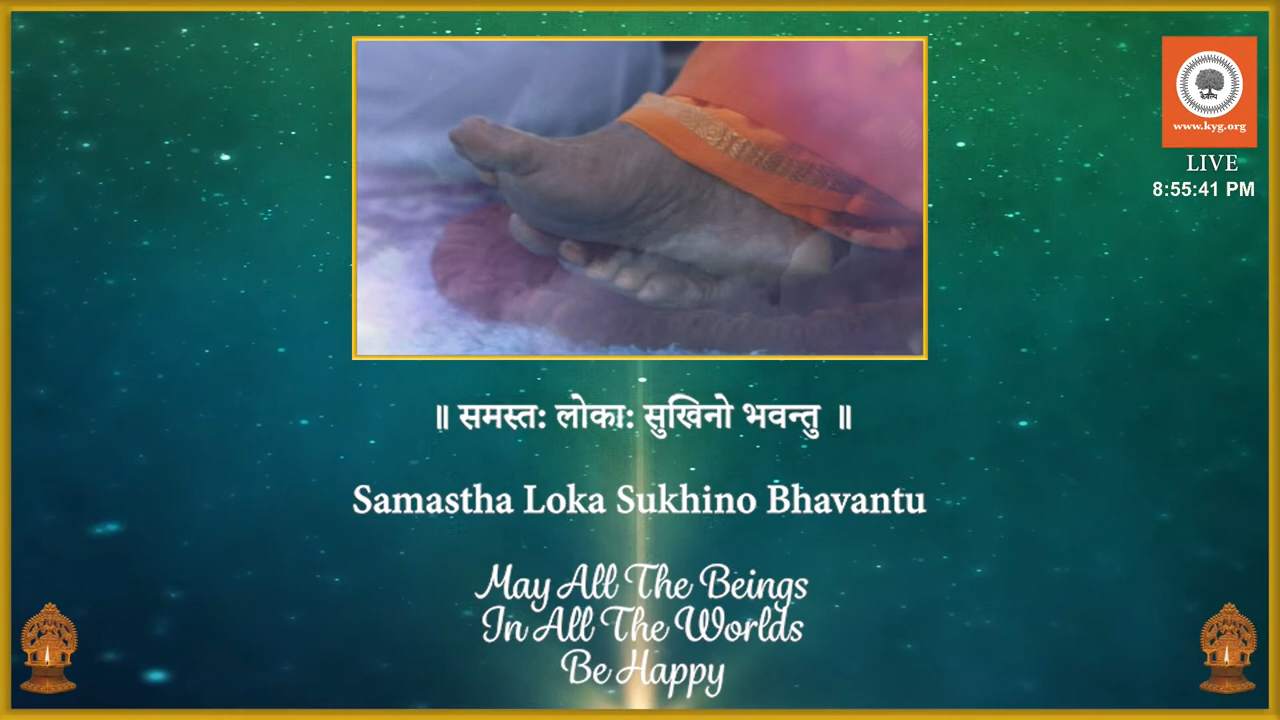 www.kyg.org
LIVE
8:55:41 PM
॥ समस्तः लोकाः सुखिनो भवन्तु ॥
Samastha Loka Sukhino Bhavantu
May All The Beings
In All The Worlds
Be Happy